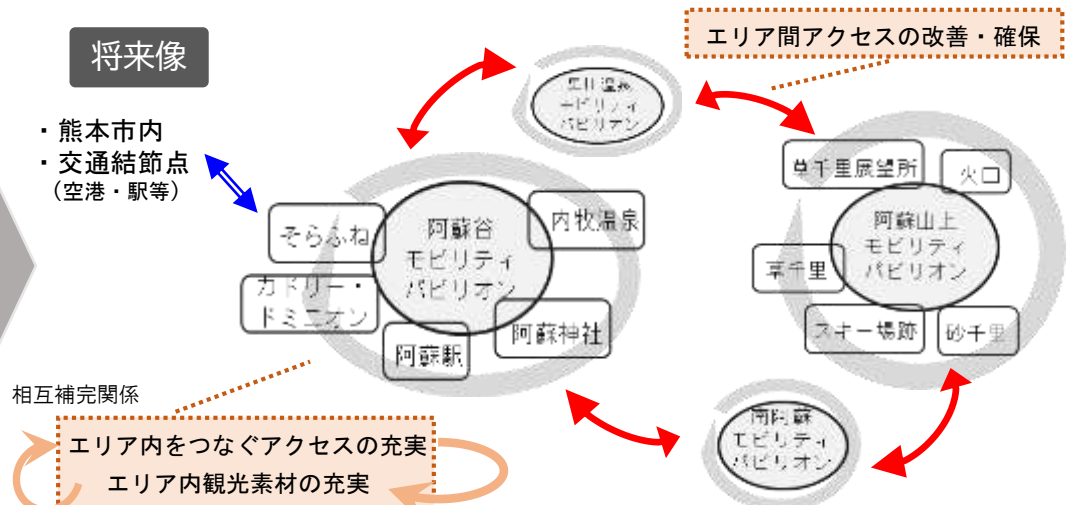 将来像
エリア間アクセスの改善・確保
・熊本市内
・交通結節点
（空港・駅等）
黒川温泉
モビリティ
パビリオン
そらふね
阿蘇谷
モビリティ
パビリオン
内牧温泉
カドリー・
ドミニオン
阿蘇駅
阿蘇神社
草千里展望所
火口
阿蘇山上
モビリティ
パビリオン
草千里
スキー場跡
砂千里
南阿蘇
モビリティ
パビリオン
相互補完関係
エリア内をつなぐアクセスの充実
エリア内観光素材の充実